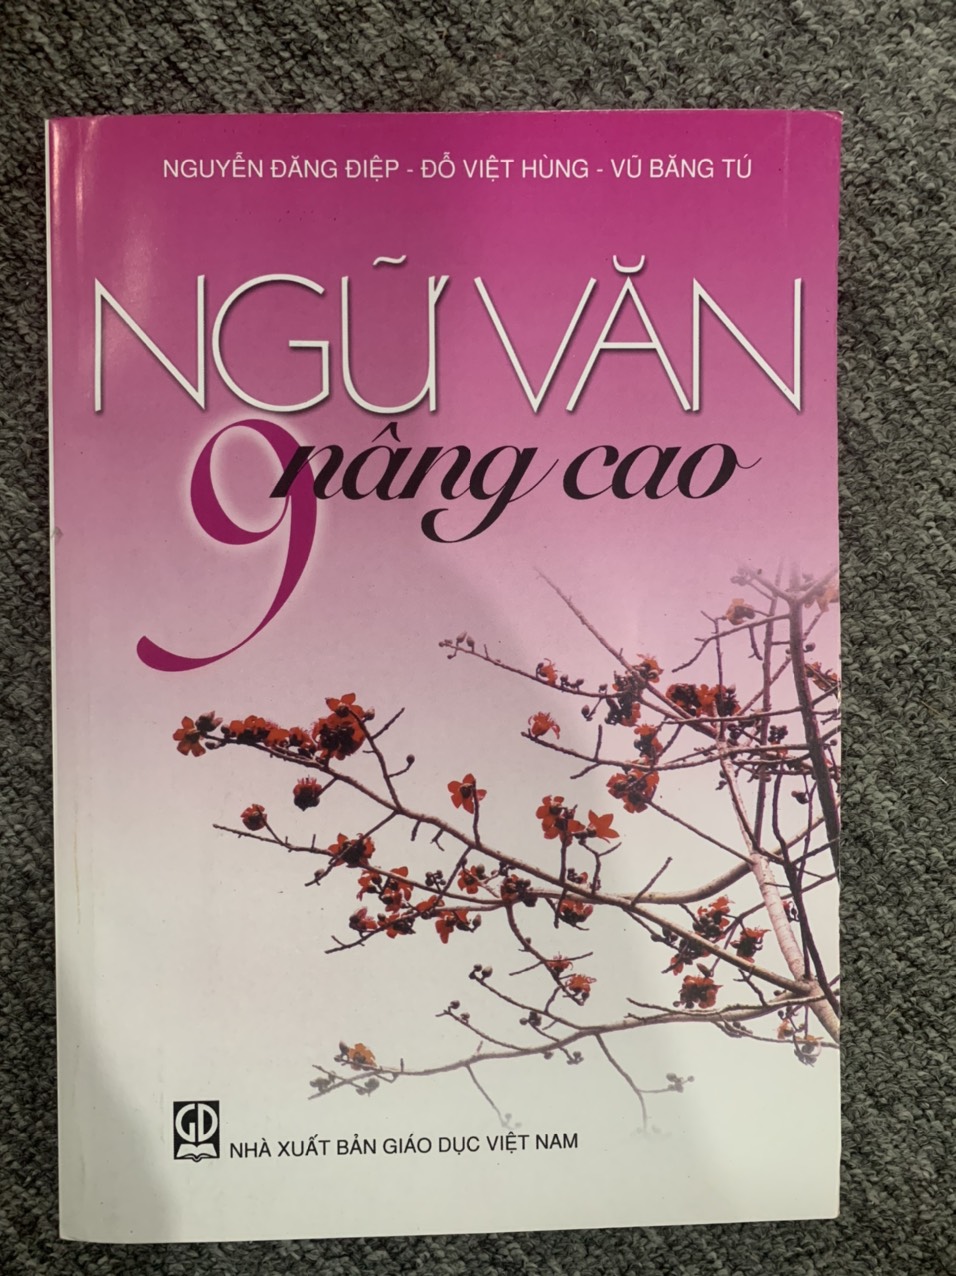 NGUYỄN ĐĂNG ĐIỆP - ĐỖ VIỆT HÙNG - VŨ BĂNG TÚ
NGỮ VĂN
9 nâng cao
GD
NHÀ XUẤT BẢN GIÁO DỤC VIỆT NAM